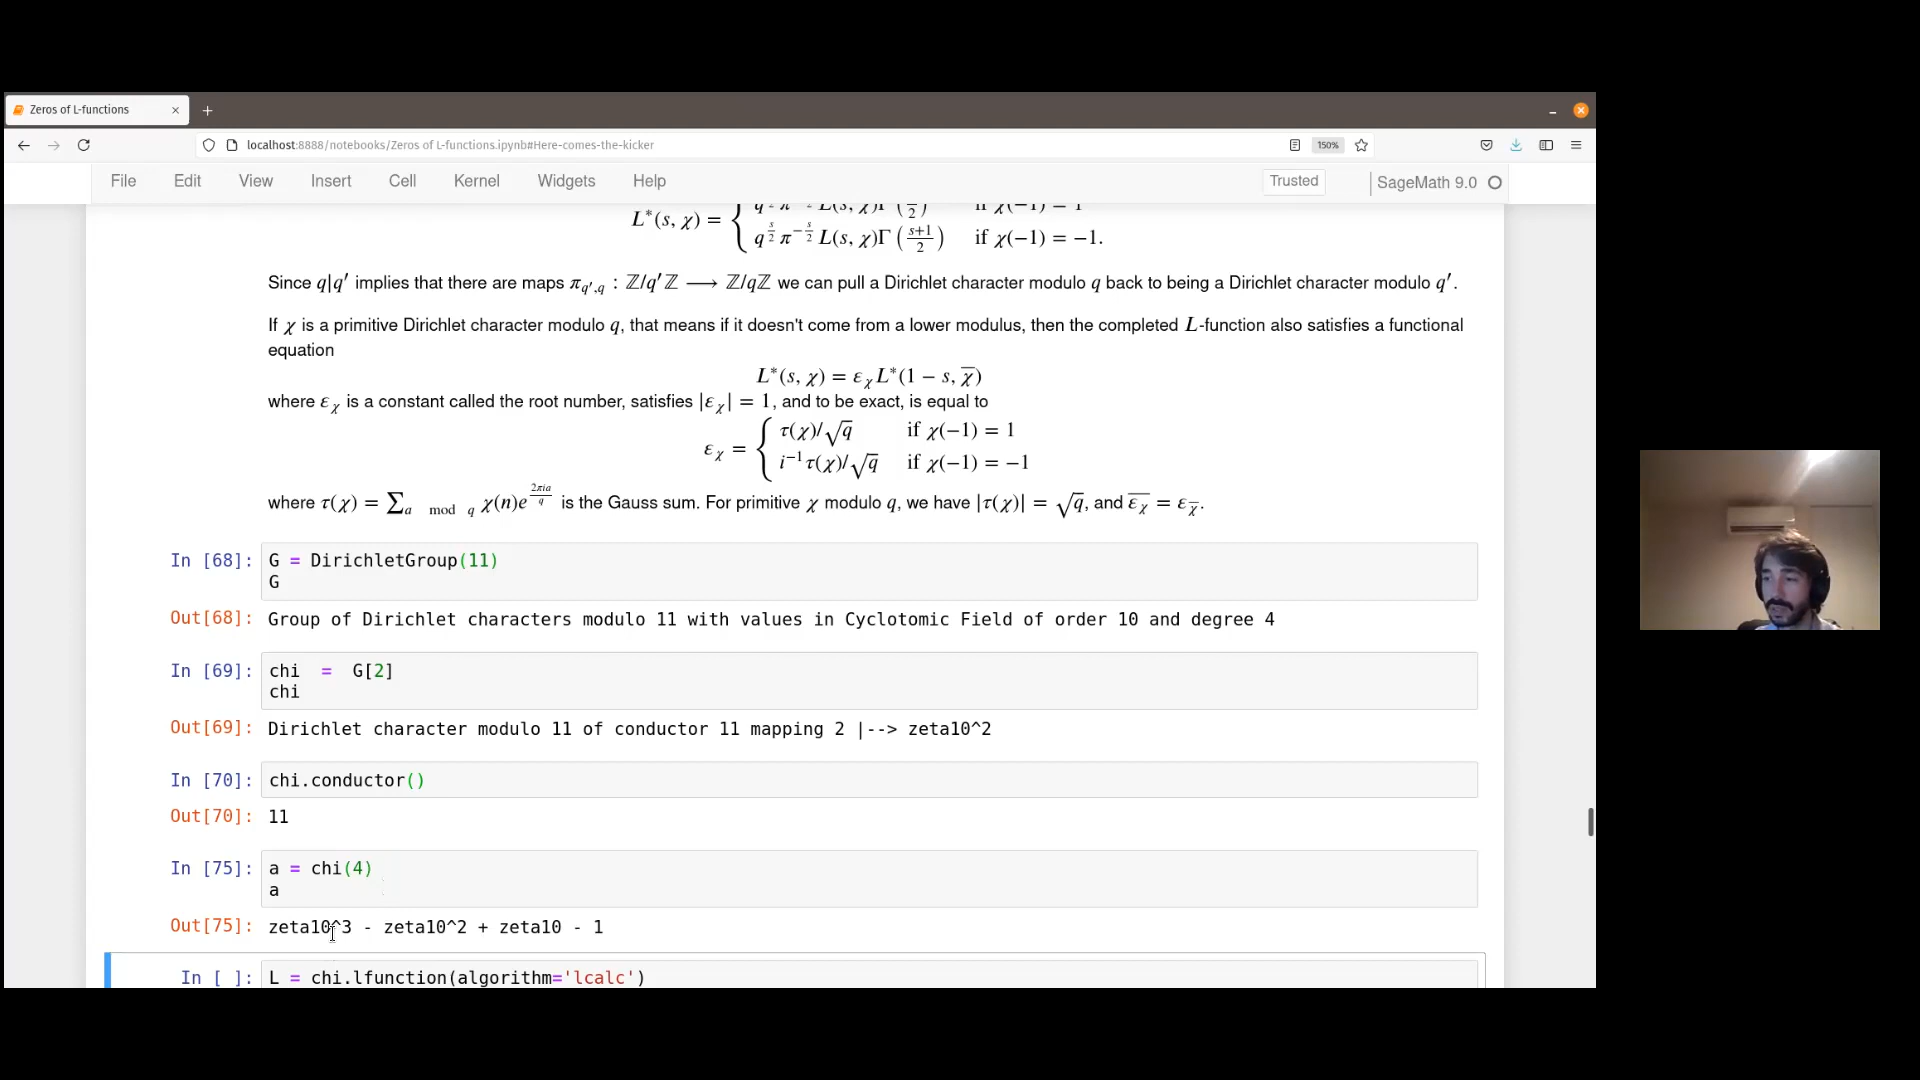 Zeros of L-functions
localhost:8888/notebooks/Zeros of L-functions.ipynb#Here-comes-the-kicker
150%
File Edit View Insert Cell Kernel Widgets Help
Trusted
SageMath 9.0
L*(s, χ) = { q^{s/2} π^{-s/2} L(s, χ)Γ(s/2) if χ(−1) = 1
q^{s/2} π^{-s/2} L(s, χ)Γ((s+1)/2) if χ(−1) = −1.
Since q|q′ implies that there are maps π_{q′,q} : ℤ/q′ℤ ⟶ ℤ/qℤ we can pull a Dirichlet character modulo q back to being a Dirichlet character modulo q′.
If χ is a primitive Dirichlet character modulo q, that means if it doesn't come from a lower modulus, then the completed L-function also satisfies a functional
equation
L*(s, χ) = ε_χ L*(1 − s, χ̅)
where ε_χ is a constant called the root number, satisfies |ε_χ| = 1, and to be exact, is equal to
ε_χ = { τ(χ)/√q if χ(−1) = 1
i^{−1}τ(χ)/√q if χ(−1) = −1
where τ(χ) = ∑_{a mod q} χ(n)e^{2πia/q} is the Gauss sum. For primitive χ modulo q, we have |τ(χ)| = √q, and \overline{ε_χ} = ε_{χ̅}.
In [68]: G = DirichletGroup(11)
G
Out[68]: Group of Dirichlet characters modulo 11 with values in Cyclotomic Field of order 10 and degree 4
In [69]: chi = G[2]
chi
Out[69]: Dirichlet character modulo 11 of conductor 11 mapping 2 |--> zeta10^2
In [70]: chi.conductor()
Out[70]: 11
In [75]: a = chi(4)
a
Out[75]: zeta10^3 - zeta10^2 + zeta10 - 1
In [ ]: L = chi.lfunction(algorithm='lcalc')